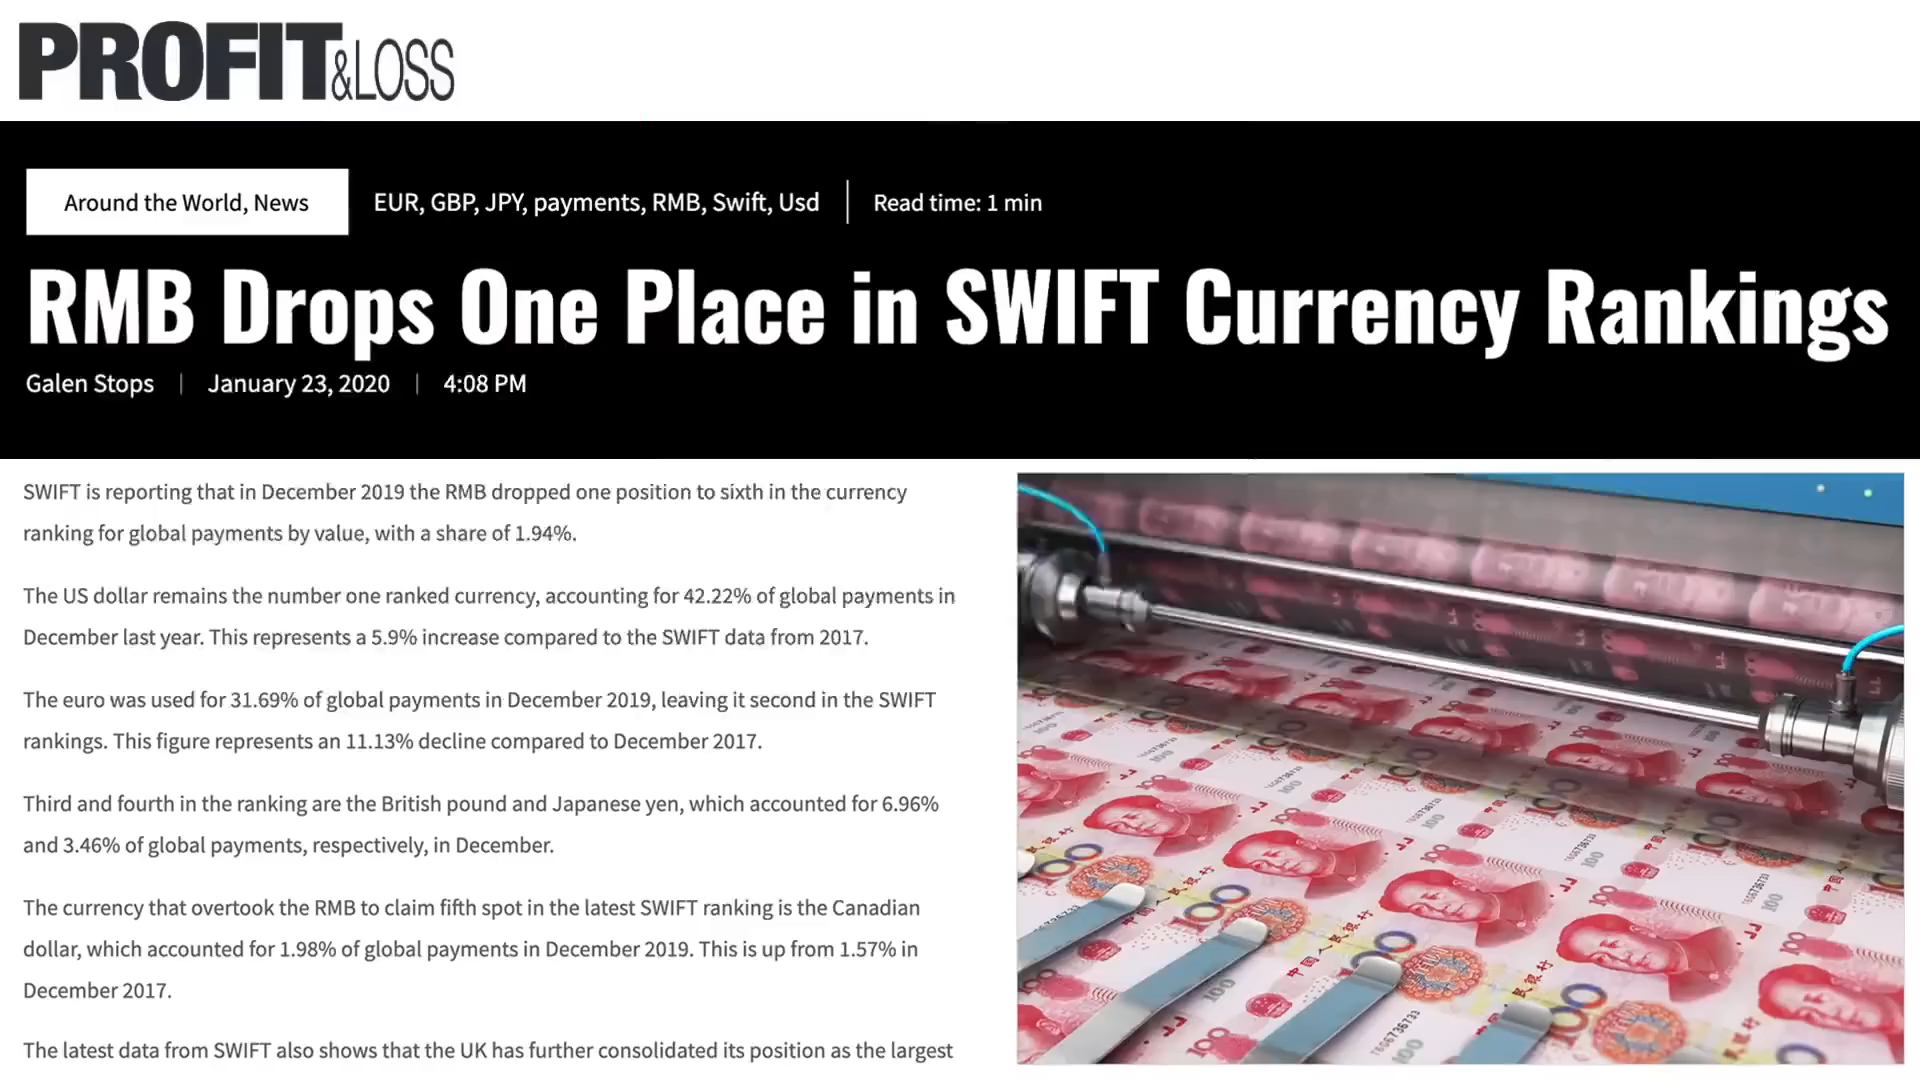 PROFIT&LOSS
Around the World, News
EUR, GBP, JPY, payments, RMB, Swift, Usd
Read time: 1 min
RMB Drops One Place in SWIFT Currency Rankings
Galen Stops | January 23, 2020 | 4:08 PM
SWIFT is reporting that in December 2019 the RMB dropped one position to sixth in the currency
ranking for global payments by value, with a share of 1.94%.
The US dollar remains the number one ranked currency, accounting for 42.22% of global payments in
December last year. This represents a 5.9% increase compared to the SWIFT data from 2017.
The euro was used for 31.69% of global payments in December 2019, leaving it second in the SWIFT
rankings. This figure represents an 11.13% decline compared to December 2017.
Third and fourth in the ranking are the British pound and Japanese yen, which accounted for 6.96%
and 3.46% of global payments, respectively, in December.
The currency that overtook the RMB to claim fifth spot in the latest SWIFT ranking is the Canadian
dollar, which accounted for 1.98% of global payments in December 2019. This is up from 1.57% in
December 2017.
The latest data from SWIFT also shows that the UK has further consolidated its position as the largest
100
100
100
100